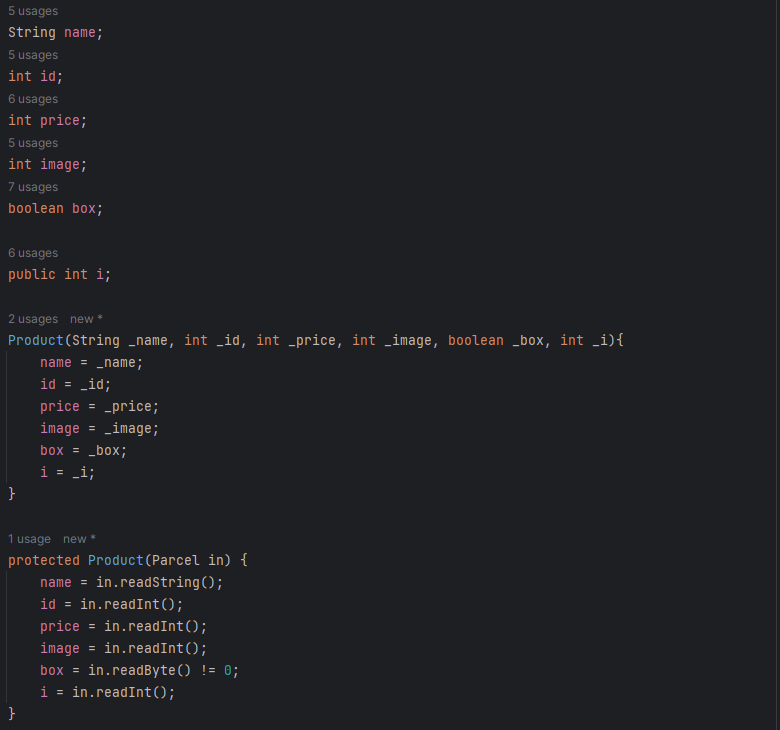 5 usages
String name;
5 usages
int id;
6 usages
int price;
5 usages
int image;
7 usages
boolean box;
6 usages
public int i;
2 usages   new *
Product(String _name, int _id, int _price, int _image, boolean _box, int _i){
    name = _name;
    id = _id;
    price = _price;
    image = _image;
    box = _box;
    i = _i;
}
1 usage   new *
protected Product(Parcel in) {
    name = in.readString();
    id = in.readInt();
    price = in.readInt();
    image = in.readInt();
    box = in.readByte() != 0;
    i = in.readInt();
}